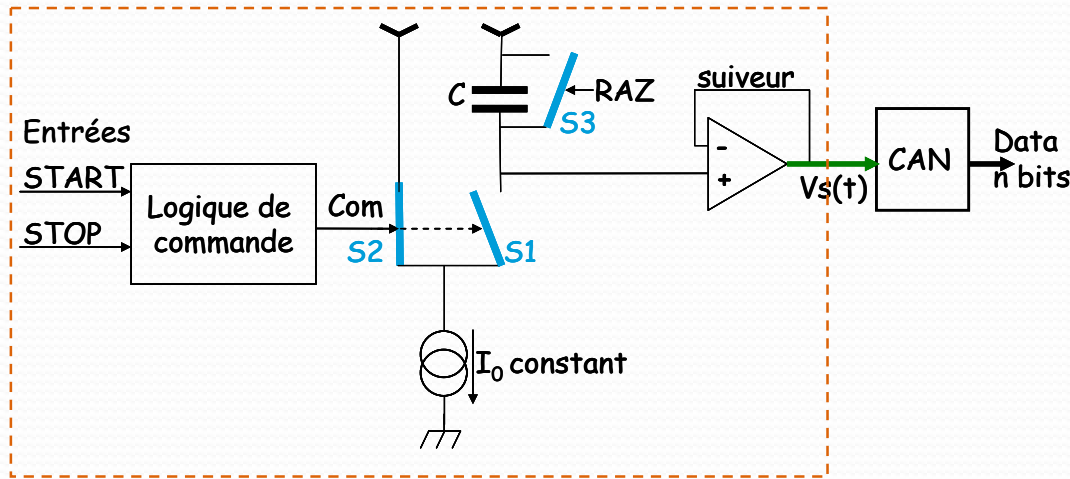 suiveur
C
RAZ
S3
Entrées
START
STOP
Logique de
commande
Com
S2
S1
-
+
Vs(t)
CAN
Data
n bits
I₀ constant